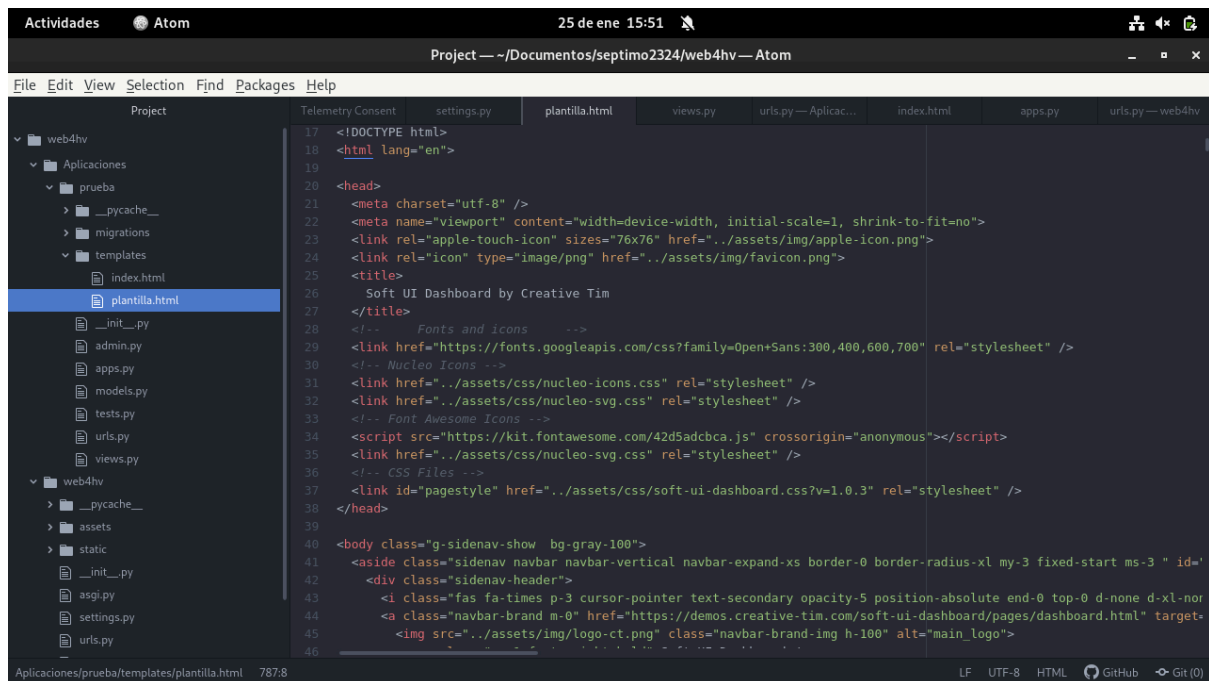 Actividades Atom 25 de ene 15:51
Project — ~/Documentos/septimo2324/web4hv — Atom
File Edit View Selection Find Packages Help
Project
web4hv
Aplicaciones
prueba
__pycache__
migrations
templates
index.html
plantilla.html
__init__.py
admin.py
apps.py
models.py
tests.py
urls.py
views.py
web4hv
__pycache__
assets
static
__init__.py
asgi.py
settings.py
urls.py
Telemetry Consent settings.py plantilla.html views.py urls.py — Aplicac... index.html apps.py urls.py — web4hv
17 <!DOCTYPE html>
18 <html lang="en">
19
20 <head>
21 <meta charset="utf-8" />
22 <meta name="viewport" content="width=device-width, initial-scale=1, shrink-to-fit=no">
23 <link rel="apple-touch-icon" sizes="76x76" href="../assets/img/apple-icon.png">
24 <link rel="icon" type="image/png" href="../assets/img/favicon.png">
25 <title>
26 Soft UI Dashboard by Creative Tim
27 </title>
28 <!-- Fonts and icons -->
29 <link href="https://fonts.googleapis.com/css?family=Open+Sans:300,400,600,700" rel="stylesheet" />
30 <!-- Nucleo Icons -->
31 <link href="../assets/css/nucleo-icons.css" rel="stylesheet" />
32 <link href="../assets/css/nucleo-svg.css" rel="stylesheet" />
33 <!-- Font Awesome Icons -->
34 <script src="https://kit.fontawesome.com/42d5adcbca.js" crossorigin="anonymous"></script>
35 <link href="../assets/css/nucleo-svg.css" rel="stylesheet" />
36 <!-- CSS Files -->
37 <link id="pagestyle" href="../assets/css/soft-ui-dashboard.css?v=1.0.3" rel="stylesheet" />
38 </head>
39
40 <body class="g-sidenav-show  bg-gray-100">
41 <aside class="sidenav navbar navbar-vertical navbar-expand-xs border-0 border-radius-xl my-3 fixed-start ms-3 " id="
42 <div class="sidenav-header">
43 <i class="fas fa-times p-3 cursor-pointer text-secondary opacity-5 position-absolute end-0 top-0 d-none d-xl-non
44 <a class="navbar-brand m-0" href="https://demos.creative-tim.com/soft-ui-dashboard/pages/dashboard.html" target=
45 <img src="../assets/img/logo-ct.png" class="navbar-brand-img h-100" alt="main_logo">
46
Aplicaciones/prueba/templates/plantilla.html 787:8 LF UTF-8 HTML GitHub Git (0)